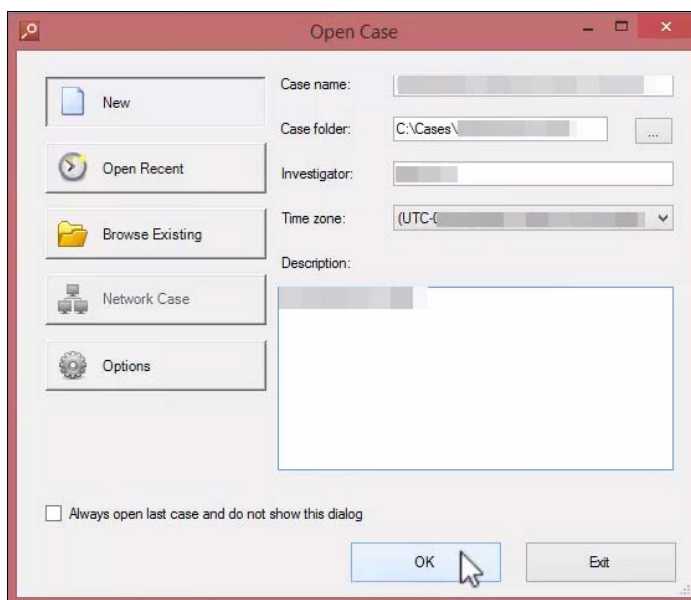 Open Case
New
Open Recent
Browse Existing
Network Case
Options
Case name:
Case folder:
C:\Cases\
...
Investigator:
Time zone:
(UTC-
Description:
Always open last case and do not show this dialog
OK
Exit